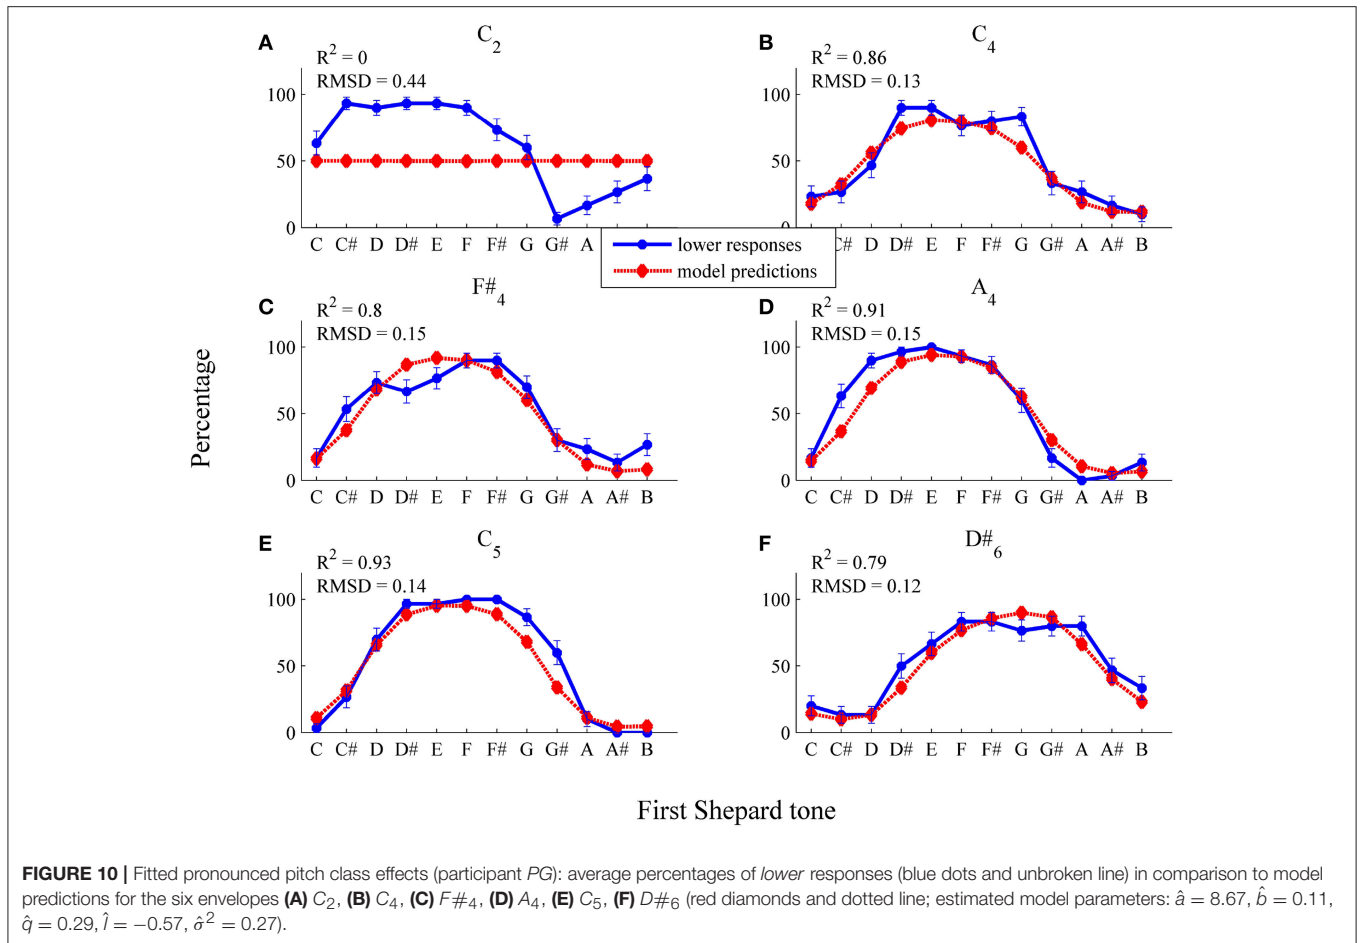 A
C2
R2 = 0
RMSD = 0.44
100
50
0
C C# D D# E F F# G G# A
B
C4
R2 = 0.86
RMSD = 0.13
100
50
0
C# D D# E F F# G G# A A# B
lower responses
model predictions
Percentage
C
F#4
R2 = 0.8
RMSD = 0.15
100
50
0
C C# D D# E F F# G G# A A# B
D
A4
R2 = 0.91
RMSD = 0.15
100
50
0
C C# D D# E F F# G G# A A# B
E
C5
R2 = 0.93
RMSD = 0.14
100
50
0
C C# D D# E F F# G G# A A# B
F
D#6
R2 = 0.79
RMSD = 0.12
100
50
0
C C# D D# E F F# G G# A A# B
First Shepard tone
FIGURE 10 | Fitted pronounced pitch class effects (participant PG): average percentages of lower responses (blue dots and unbroken line) in comparison to model
predictions for the six envelopes (A) C2, (B) C4, (C) F#4, (D) A4, (E) C5, (F) D#6 (red diamonds and dotted line; estimated model parameters: â = 8.67, b̂ = 0.11,
q̂ = 0.29, l̂ = −0.57, σ̂2 = 0.27).